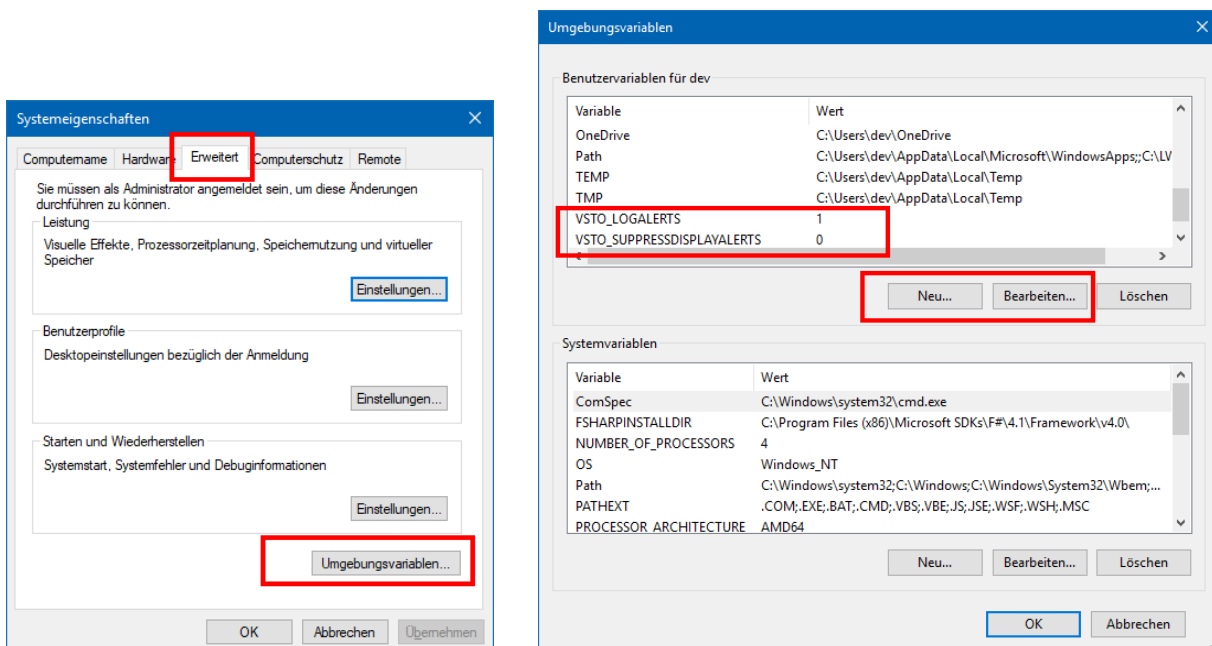 Systemeigenschaften
Computername Hardware Erweitert Computerschutz Remote
Sie müssen als Administrator angemeldet sein, um diese Änderungen
durchführen zu können.
Leistung
Visuelle Effekte, Prozessorzeitplanung, Speichernutzung und virtueller
Speicher
Einstellungen...
Benutzerprofile
Desktopeinstellungen bezüglich der Anmeldung
Einstellungen...
Starten und Wiederherstellen
Systemstart, Systemfehler und Debuginformationen
Einstellungen...
Umgebungsvariablen...
OK Abbrechen Übernehmen
Umgebungsvariablen
Benutzervariablen für dev
Variable Wert
OneDrive C:\Users\dev\OneDrive
Path C:\Users\dev\AppData\Local\Microsoft\WindowsApps;;C:\LV
TEMP C:\Users\dev\AppData\Local\Temp
TMP C:\Users\dev\AppData\Local\Temp
VSTO_LOGALERTS 1
VSTO_SUPPRESSDISPLAYALERTS 0
Neu... Bearbeiten... Löschen
Systemvariablen
Variable Wert
ComSpec C:\Windows\system32\cmd.exe
FSHARPINSTALLDIR C:\Program Files (x86)\Microsoft SDKs\F#\4.1\Framework\v4.0\
NUMBER_OF_PROCESSORS 4
OS Windows_NT
Path C:\Windows\system32;C:\Windows;C:\Windows\System32\Wbem;...
PATHEXT .COM;.EXE;.BAT;.CMD;.VBS;.VBE;.JS;.JSE;.WSF;.WSH;.MSC
PROCESSOR_ARCHITECTURE AMD64
Neu... Bearbeiten... Löschen
OK Abbrechen